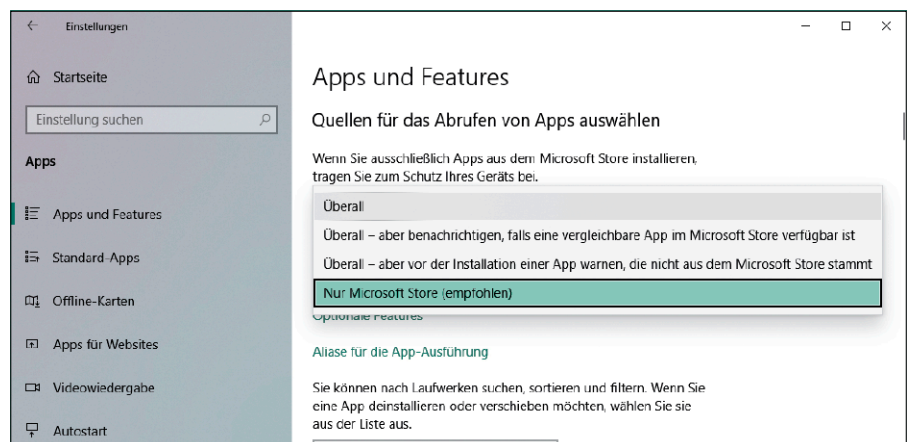 Einstellungen
Startseite
Einstellung suchen
Apps
Apps und Features
Standard-Apps
Offline-Karten
Apps für Websites
Videowiedergabe
Autostart
Apps und Features
Quellen für das Abrufen von Apps auswählen
Wenn Sie ausschließlich Apps aus dem Microsoft Store installieren,
tragen Sie zum Schutz Ihres Geräts bei.
Überall
Überall – aber benachrichtigen, falls eine vergleichbare App im Microsoft Store verfügbar ist
Überall – aber vor der Installation einer App warnen, die nicht aus dem Microsoft Store stammt
Nur Microsoft Store (empfohlen)
Optionale Features
Aliase für die App-Ausführung
Sie können nach Laufwerken suchen, sortieren und filtern. Wenn Sie
eine App deinstallieren oder verschieben möchten, wählen Sie sie
aus der Liste aus.